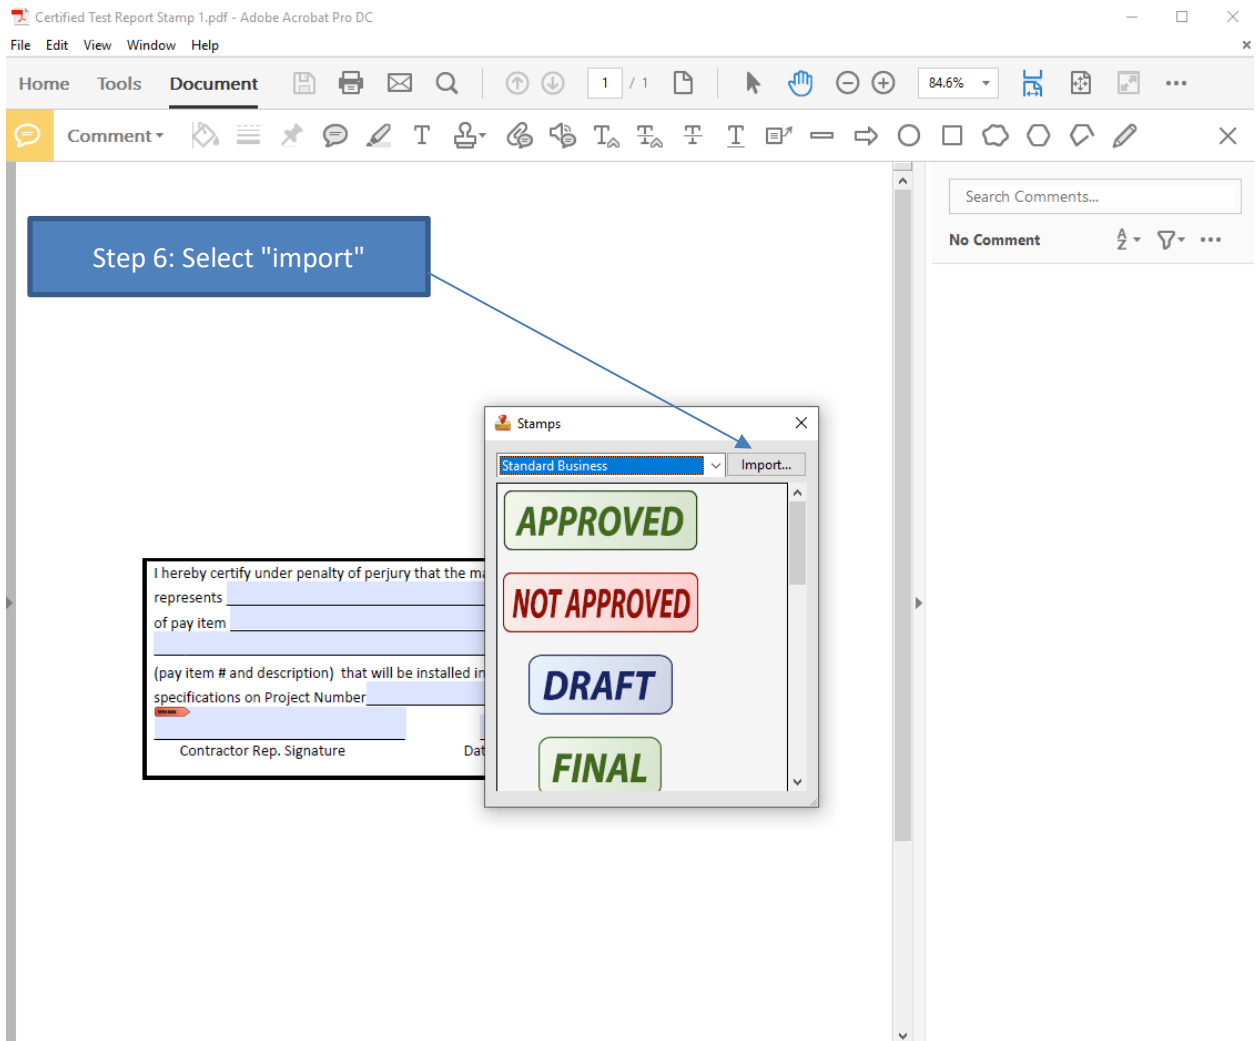 Certified Test Report Stamp 1.pdf - Adobe Acrobat Pro DC
File Edit View Window Help
Home Tools Document 1 / 1 84.6%
Comment
Search Comments...
No Comment
Step 6: Select "import"
Stamps
Standard Business Import...
APPROVED
NOT APPROVED
DRAFT
FINAL
I hereby certify under penalty of perjury that the
represents
of pay item
(pay item # and description) that will be installed in
specifications on Project Number
Contractor Rep. Signature